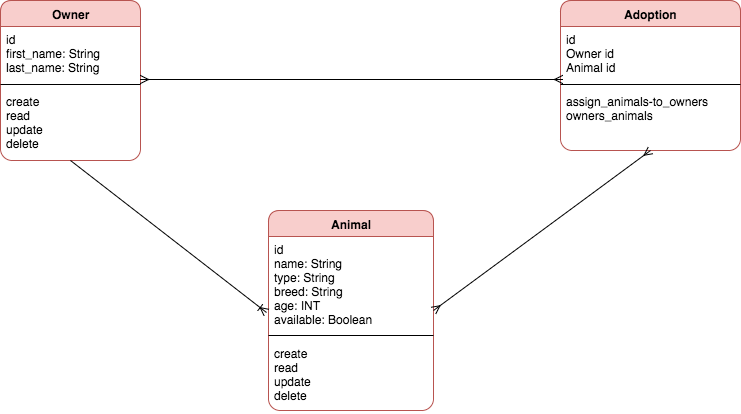 Owner
id
first_name: String
last_name: String
create
read
update
delete
Adoption
id
Owner id
Animal id
assign_animals-to_owners
owners_animals
Animal
id
name: String
type: String
breed: String
age: INT
available: Boolean
create
read
update
delete